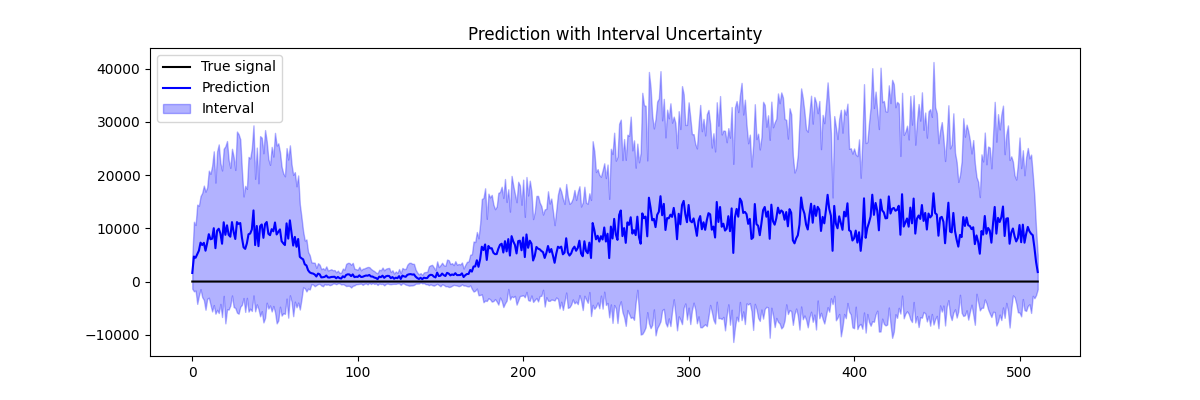 Prediction with Interval Uncertainty
True signal
Prediction
Interval
40000
30000
20000
10000
0
−10000
0 100 200 300 400 500